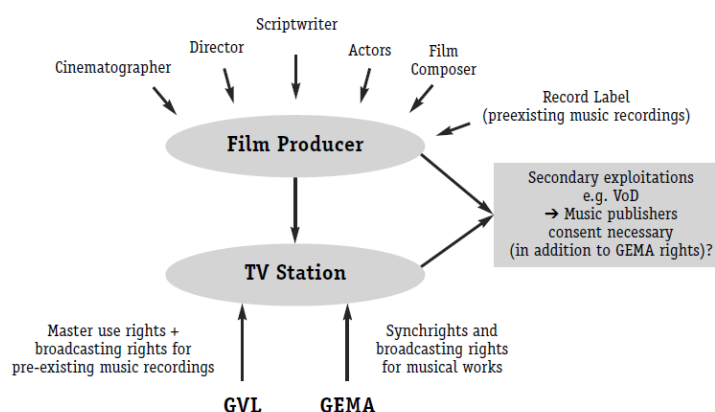 Scriptwriter
Director
Actors
Film
Composer
Cinematographer
Record Label
(preexisting music recordings)
Film Producer
Secondary exploitations
e.g. VoD
➔ Music publishers
consent necessary
(in addition to GEMA rights)?
TV Station
Master use rights +
broadcasting rights for
pre-existing music recordings
Synchrights and
broadcasting rights
for musical works
GVL
GEMA